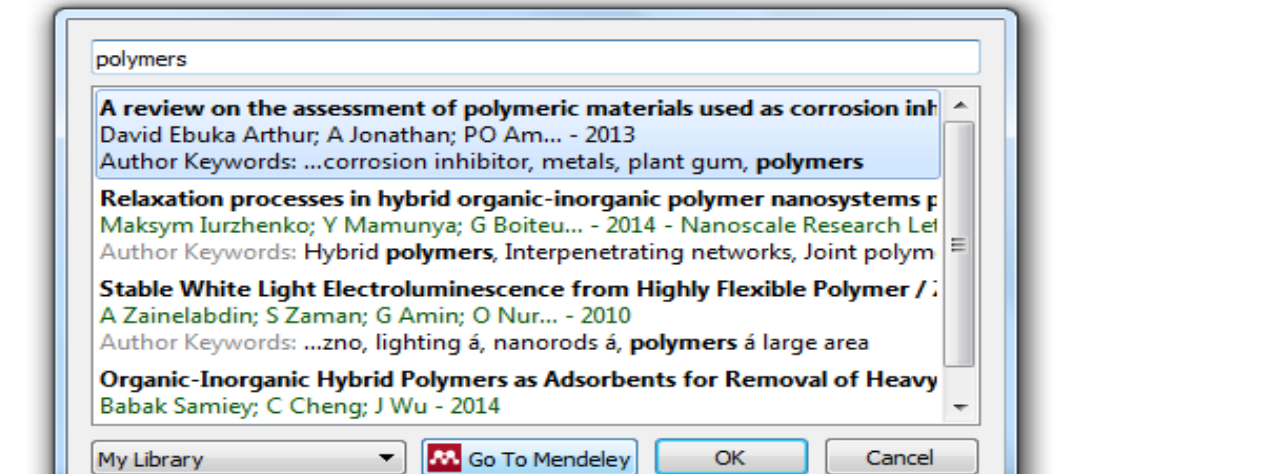 polymers
A review on the assessment of polymeric materials used as corrosion inh
David Ebuka Arthur; A Jonathan; PO Am... - 2013
Author Keywords: ...corrosion inhibitor, metals, plant gum, polymers
Relaxation processes in hybrid organic-inorganic polymer nanosystems p
Maksym Iurzhenko; Y Mamunya; G Boiteu... - 2014 - Nanoscale Research Let
Author Keywords: Hybrid polymers, Interpenetrating networks, Joint polym
Stable White Light Electroluminescence from Highly Flexible Polymer /
A Zainelabdin; S Zaman; G Amin; O Nur... - 2010
Author Keywords: ...zno, lighting á, nanorods á, polymers á large area
Organic-Inorganic Hybrid Polymers as Adsorbents for Removal of Heavy
Babak Samiey; C Cheng; J Wu - 2014
My Library Go To Mendeley OK Cancel